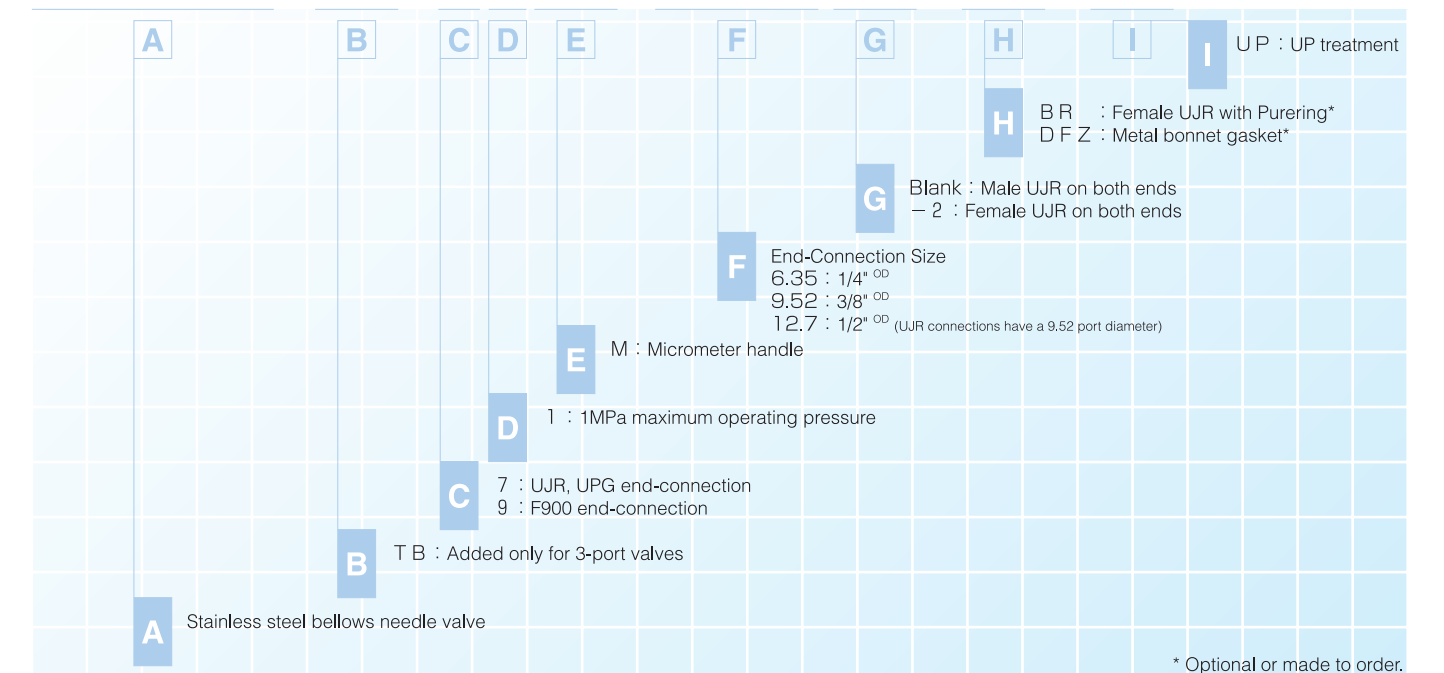 A B C D E F G H I
I UP : UP treatment
H BR : Female UJR with Purering*
DFZ : Metal bonnet gasket*
G Blank : Male UJR on both ends
－2 : Female UJR on both ends
F End-Connection Size
6.35 : 1/4" OD
9.52 : 3/8" OD
12.7 : 1/2" OD (UJR connections have a 9.52 port diameter)
E M : Micrometer handle
D 1 : 1MPa maximum operating pressure
C 7 : UJR, UPG end-connection
9 : F900 end-connection
B TB : Added only for 3-port valves
A Stainless steel bellows needle valve
* Optional or made to order.